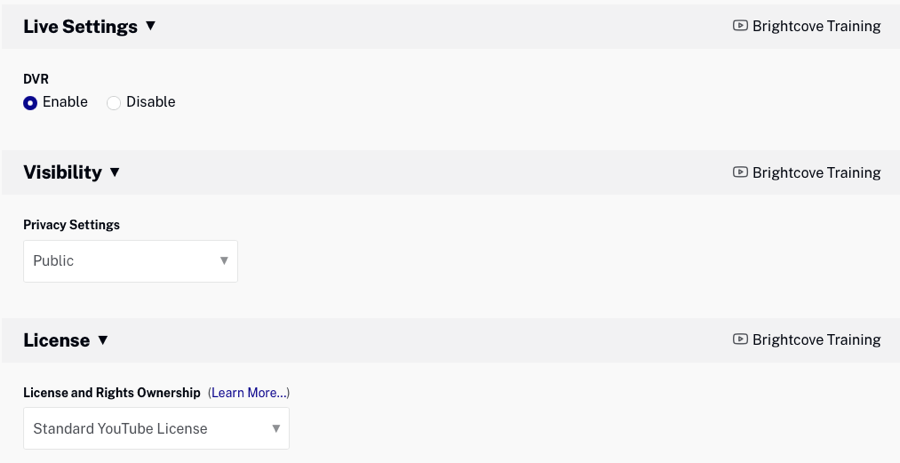 Live Settings ▼ Brightcove Training
DVR
Enable Disable
Visibility ▼ Brightcove Training
Privacy Settings
Public ▼
License ▼ Brightcove Training
License and Rights Ownership (Learn More...)
Standard YouTube License ▼